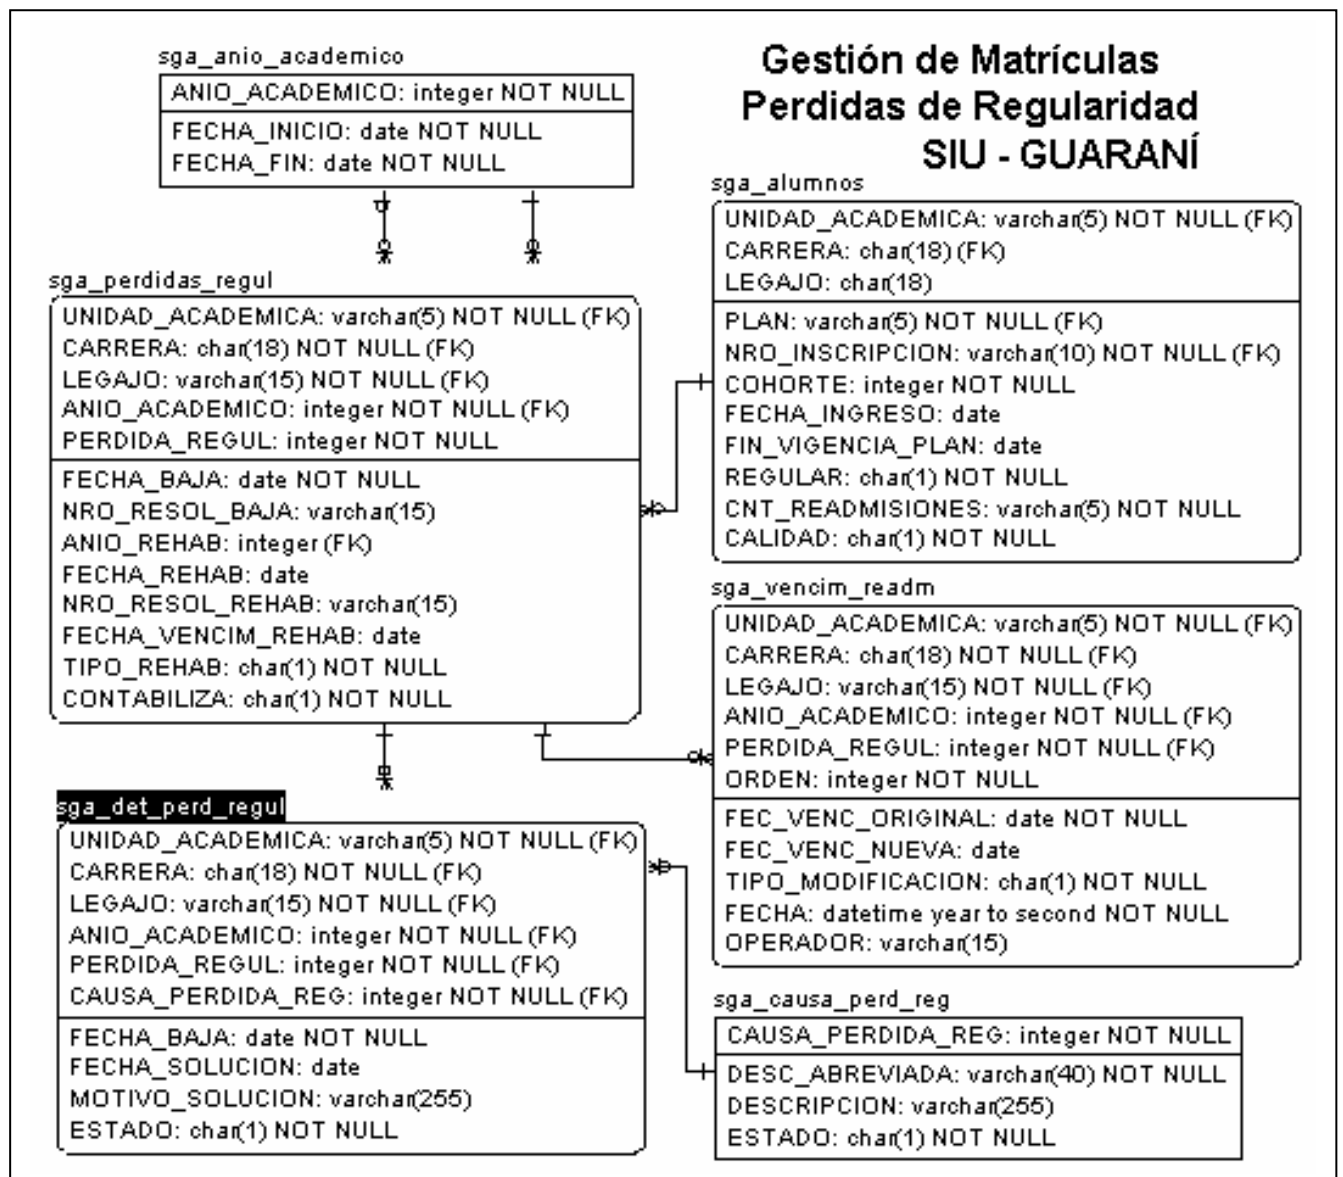 Gestión de Matrículas
Perdidas de Regularidad
SIU - GUARANÍ
sga_anio_academico
ANIO_ACADEMICO: integer NOT NULL
FECHA_INICIO: date NOT NULL
FECHA_FIN: date NOT NULL
sga_alumnos
UNIDAD_ACADEMICA: varchar(5) NOT NULL (FK)
CARRERA: char(18) (FK)
LEGAJO: char(18)
PLAN: varchar(5) NOT NULL (FK)
NRO_INSCRIPCION: varchar(10) NOT NULL (FK)
COHORTE: integer NOT NULL
FECHA_INGRESO: date
FIN_VIGENCIA_PLAN: date
REGULAR: char(1) NOT NULL
CNT_READMISIONES: varchar(5) NOT NULL
CALIDAD: char(1) NOT NULL
sga_perdidas_regul
UNIDAD_ACADEMICA: varchar(5) NOT NULL (FK)
CARRERA: char(18) NOT NULL (FK)
LEGAJO: varchar(15) NOT NULL (FK)
ANIO_ACADEMICO: integer NOT NULL (FK)
PERDIDA_REGUL: integer NOT NULL
FECHA_BAJA: date NOT NULL
NRO_RESOL_BAJA: varchar(15)
ANIO_REHAB: integer (FK)
FECHA_REHAB: date
NRO_RESOL_REHAB: varchar(15)
FECHA_VENCIM_REHAB: date
TIPO_REHAB: char(1) NOT NULL
CONTABILIZA: char(1) NOT NULL
sga_vencim_readm
UNIDAD_ACADEMICA: varchar(5) NOT NULL (FK)
CARRERA: char(18) NOT NULL (FK)
LEGAJO: varchar(15) NOT NULL (FK)
ANIO_ACADEMICO: integer NOT NULL (FK)
PERDIDA_REGUL: integer NOT NULL (FK)
ORDEN: integer NOT NULL
FEC_VENC_ORIGINAL: date NOT NULL
FEC_VENC_NUEVA: date
TIPO_MODIFICACION: char(1) NOT NULL
FECHA: datetime year to second NOT NULL
OPERADOR: varchar(15)
sga_det_perd_regul
UNIDAD_ACADEMICA: varchar(5) NOT NULL (FK)
CARRERA: char(18) NOT NULL (FK)
LEGAJO: varchar(15) NOT NULL (FK)
ANIO_ACADEMICO: integer NOT NULL (FK)
PERDIDA_REGUL: integer NOT NULL (FK)
CAUSA_PERDIDA_REG: integer NOT NULL (FK)
FECHA_BAJA: date NOT NULL
FECHA_SOLUCION: date
MOTIVO_SOLUCION: varchar(255)
ESTADO: char(1) NOT NULL
sga_causa_perd_reg
CAUSA_PERDIDA_REG: integer NOT NULL
DESC_ABREVIADA: varchar(40) NOT NULL
DESCRIPCION: varchar(255)
ESTADO: char(1) NOT NULL